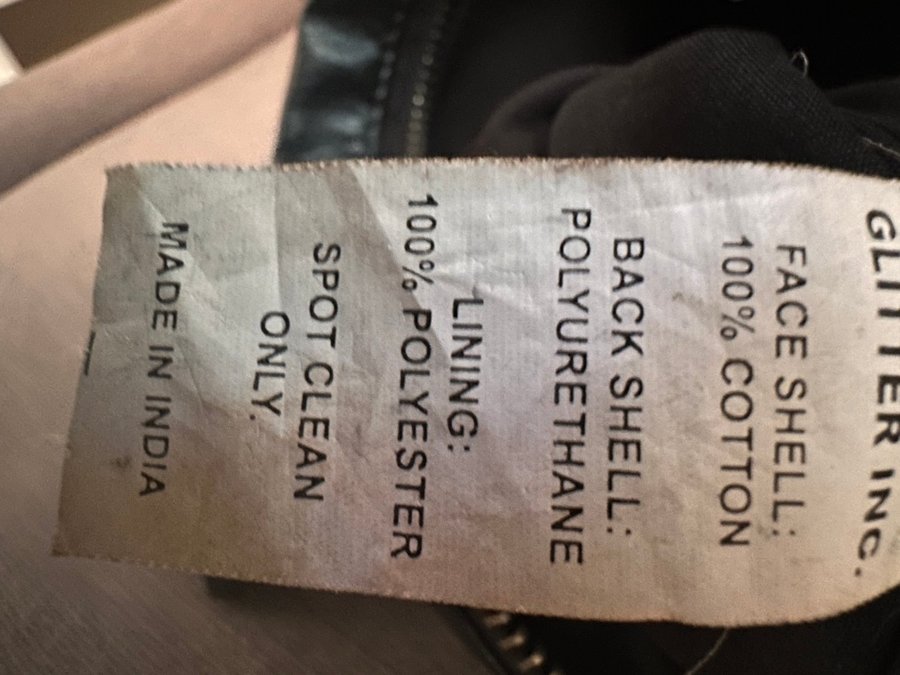 GLITTER INC.
FACE SHELL:
100% COTTON
BACK SHELL:
POLYURETHANE
LINING:
100% POLYESTER
SPOT CLEAN
ONLY.
MADE IN INDIA